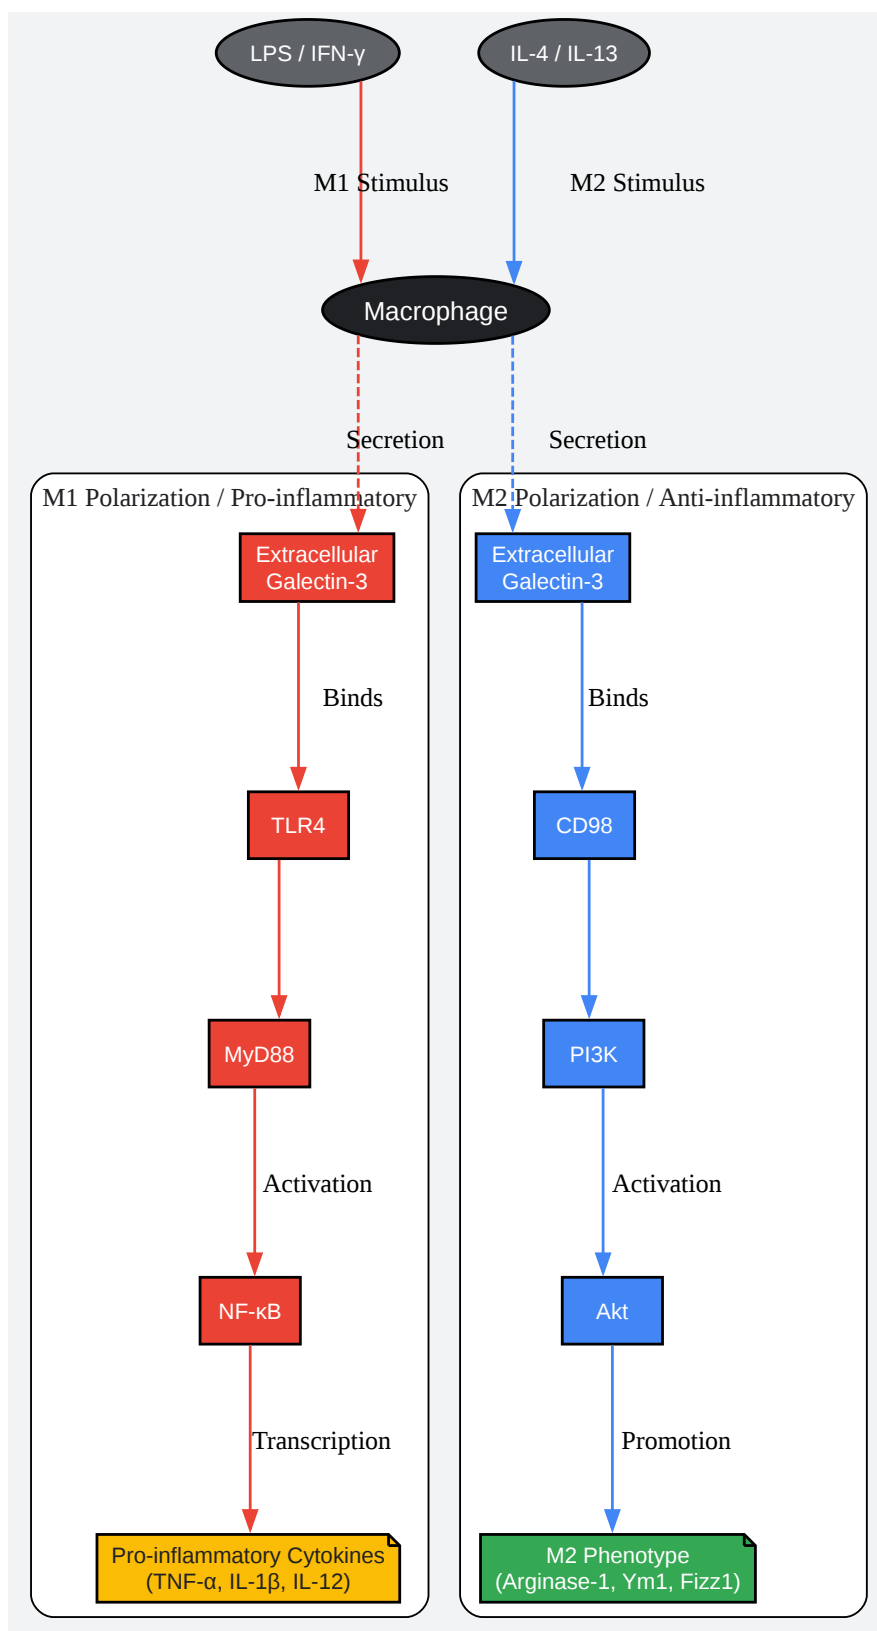 LPS / IFN-γ
IL-4 / IL-13
M1 Stimulus
M2 Stimulus
Macrophage
Secretion
Secretion
M1 Polarization / Pro-inflammatory
M2 Polarization / Anti-inflammatory
Extracellular
Galectin-3
Extracellular
Galectin-3
Binds
Binds
TLR4
CD98
MyD88
PI3K
Activation
Activation
NF-κB
Akt
Transcription
Promotion
Pro-inflammatory Cytokines
(TNF-α, IL-1β, IL-12)
M2 Phenotype
(Arginase-1, Ym1, Fizz1)